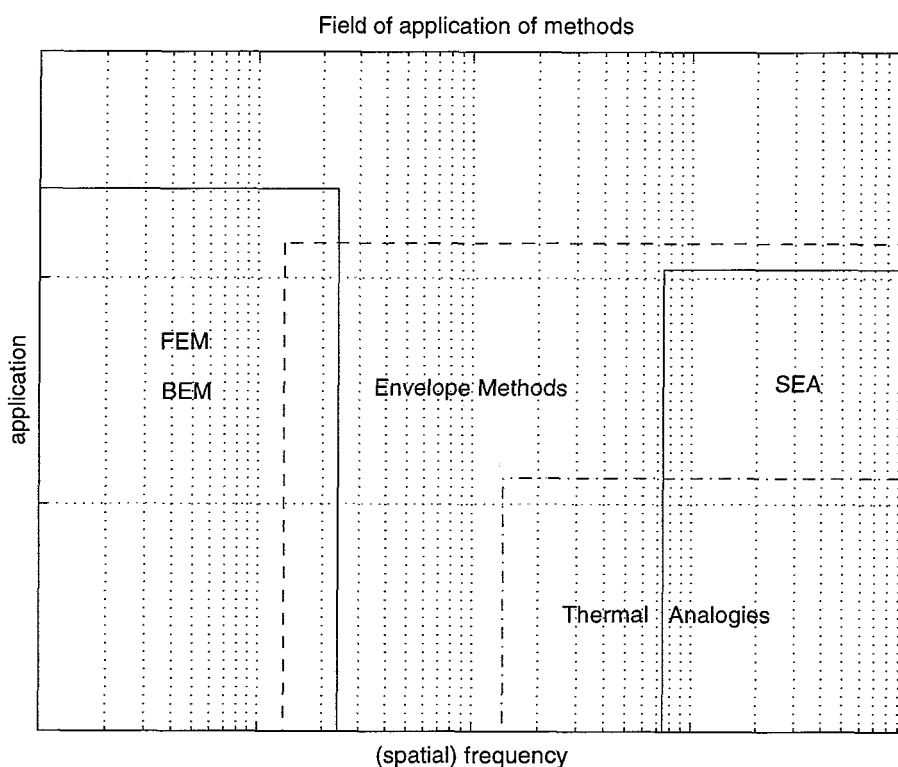 Field of application of methods
application
FEM
BEM
Envelope Methods
SEA
Thermal Analogies
(spatial) frequency